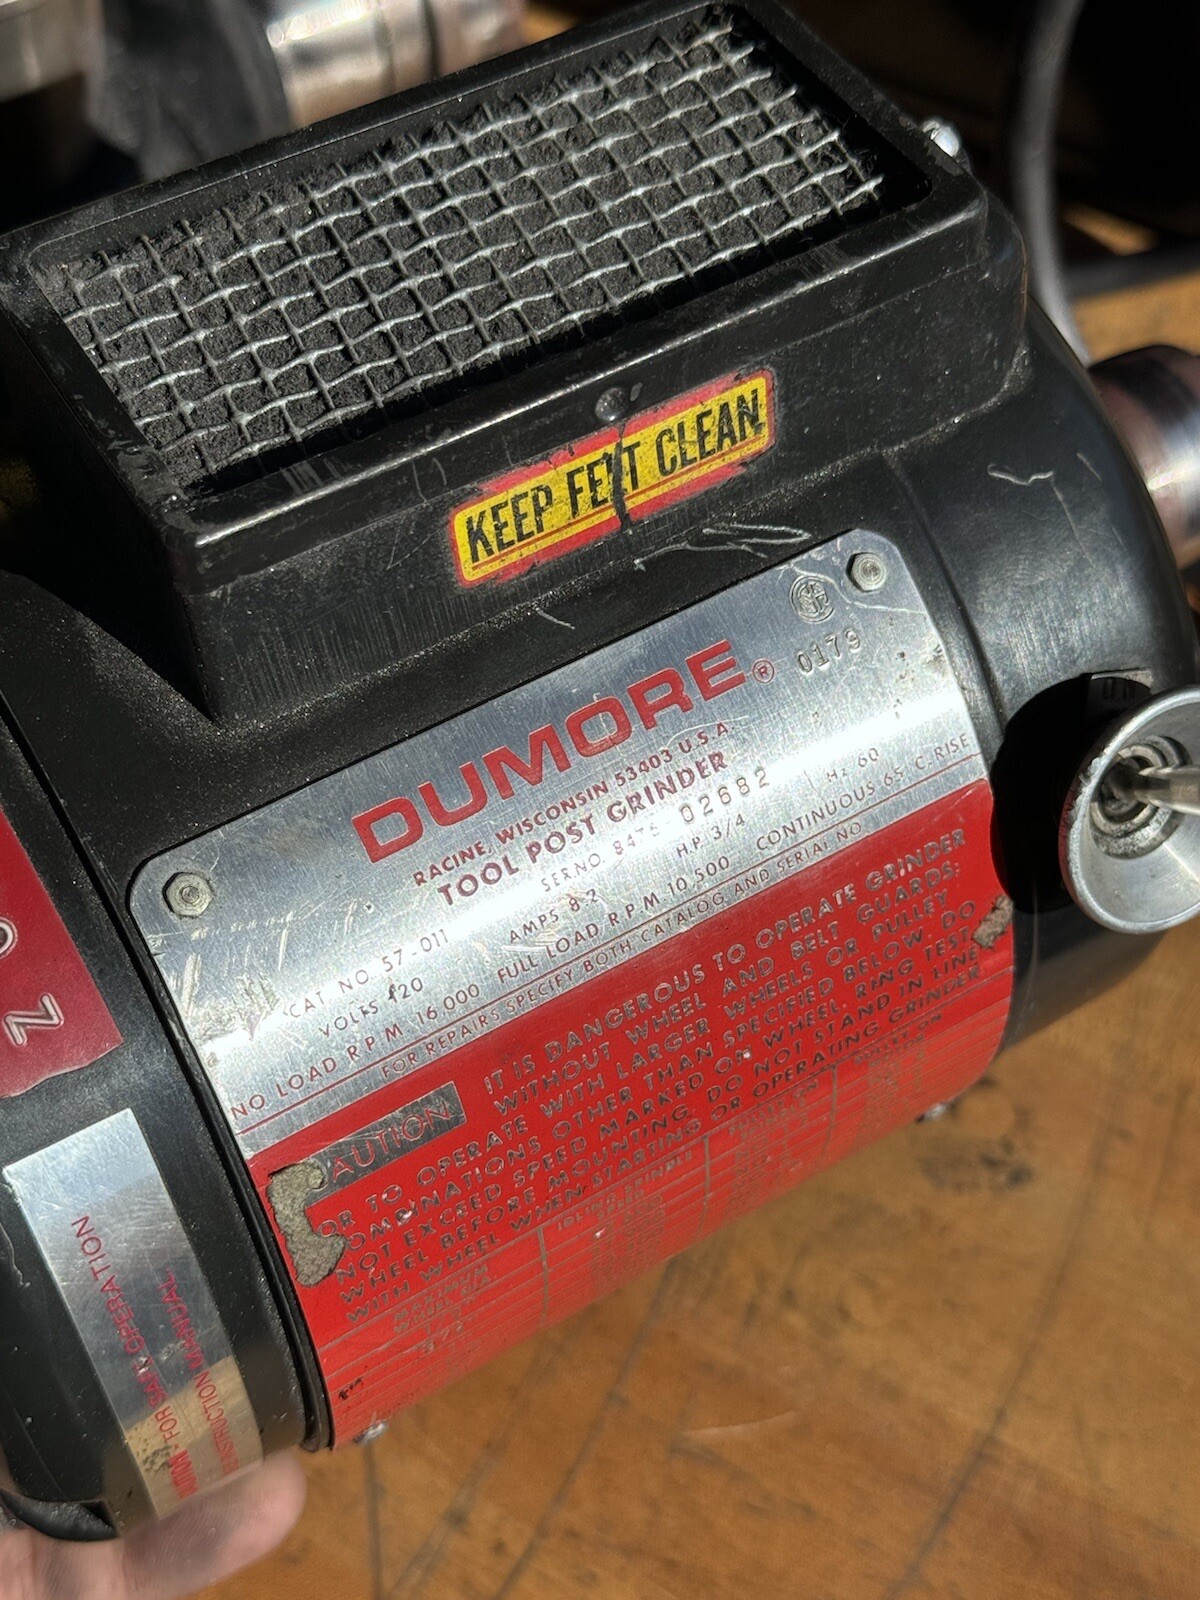 KEEP FELT CLEAN
0179
DUMORE®
RACINE, WISCONSIN 53403 U.S.A.
TOOL POST GRINDER
SER.NO. 02682
CAT NO. 57-011 AMPS 8.2 H.P. 3/4 Hz 60
VOLTS 120 FULL LOAD R.P.M. 10,500 CONTINUOUS 65° C. RISE
NO LOAD R.P.M. 16,000
FOR REPAIRS SPECIFY BOTH CATALOG AND SERIAL NO.
CAUTION
IT IS DANGEROUS TO OPERATE GRINDER
WITHOUT WHEEL AND BELT GUARDS;
OR TO OPERATE WITH LARGER WHEELS OR PULLEY
COMBINATIONS OTHER THAN SPECIFIED BELOW. DO
NOT EXCEED SPEED MARKED ON WHEEL. RING TEST
WHEEL BEFORE MOUNTING. DO NOT STAND IN LINE
WITH WHEEL WHEN STARTING OR OPERATING GRINDER
MAXIMUM
FOR SAFE OPERATION
INSTRUCTION MANUAL